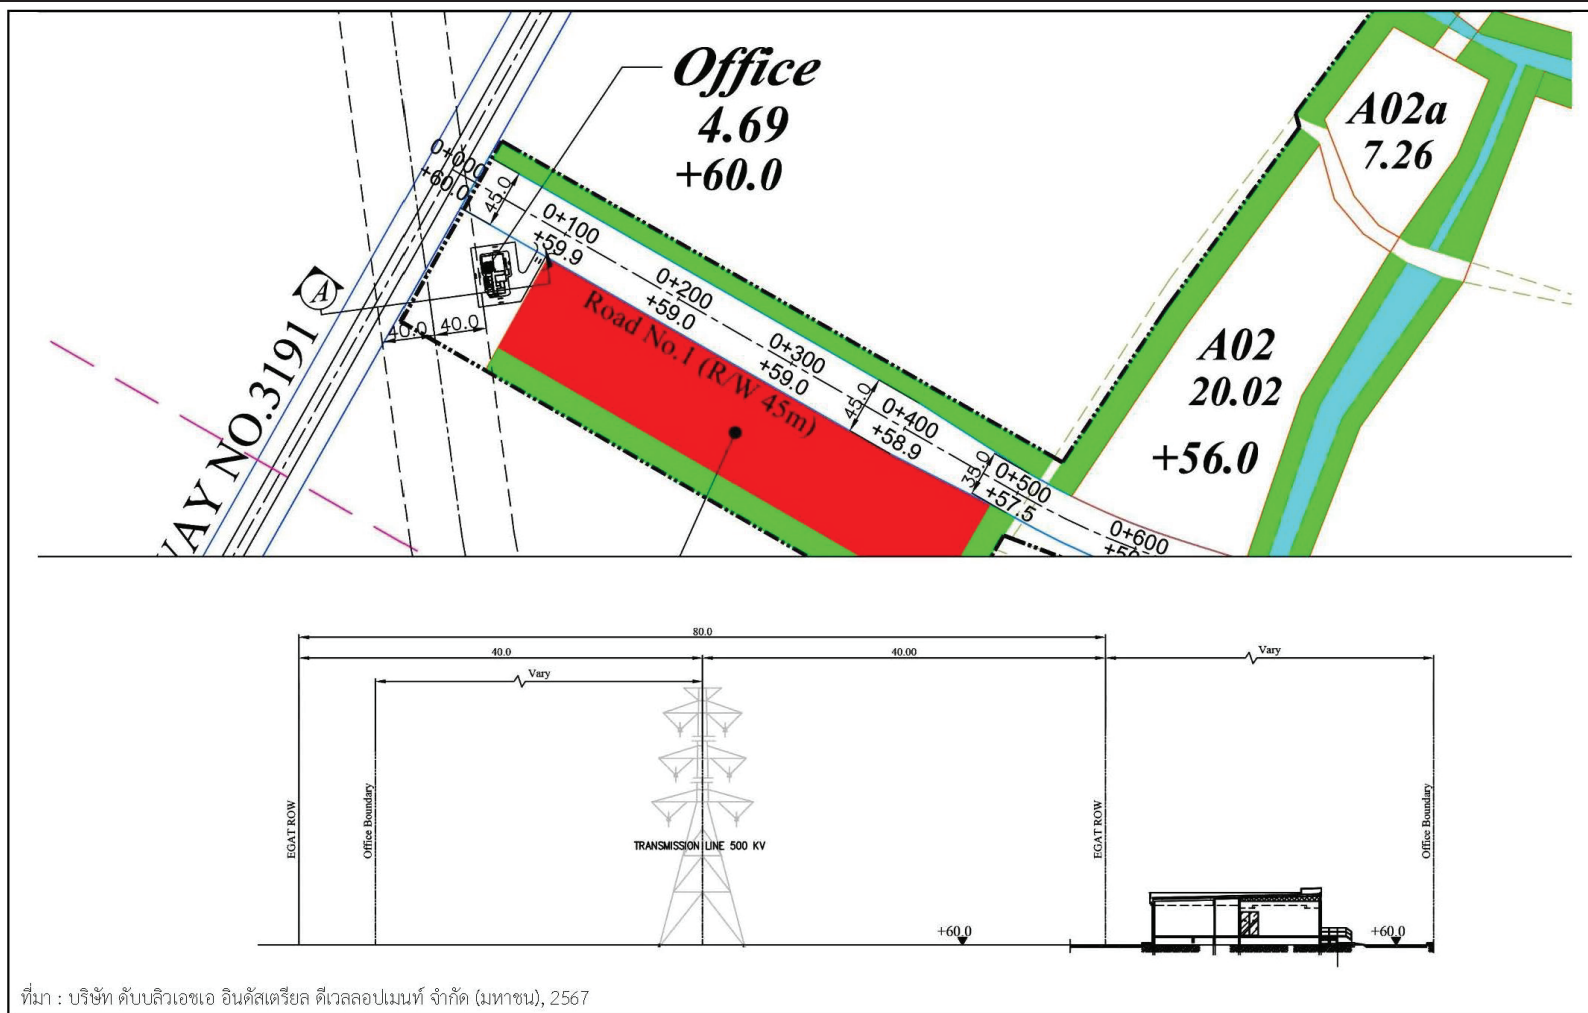 Office
4.69
+60.0
A02a
7.26
0+000
+60.0
45.0
0+100
+59.9
0+200
+59.0
Road No.1 (R/W 45m)
0+300
+59.0
45.0
0+400
+58.9
35.0
0+500
+57.5
0+600
A02
20.02
+56.0
A
40.0
40.0
WAY NO.3191
80.0
40.0
40.00
Vary
Vary
EGAT ROW
Office Boundary
TRANSMISSION LINE 500 KV
EGAT ROW
Office Boundary
+60.0
+60.0
ที่มา : บริษัท ดับบลิวเอชเอ อินดัสเตรียล ดีเวลลอปเมนท์ จำกัด (มหาชน), 2567